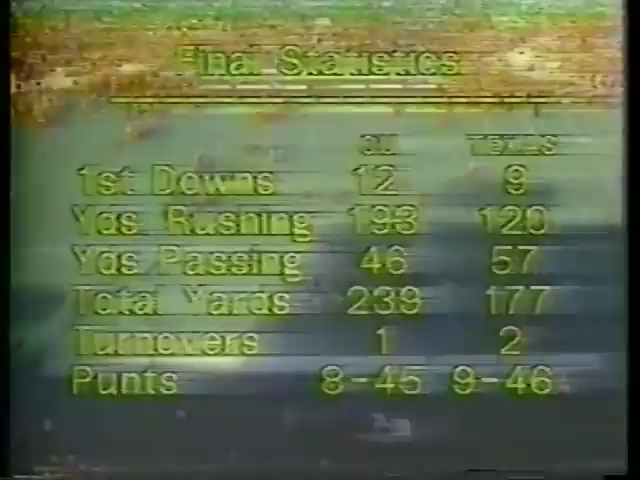 Final Statistics
TEXAS
1st Downs 12 9
Yds Rushing 193 120
Yds Passing 46 57
Total Yards 239 177
Turnovers 1 2
Punts 8-45 9-46